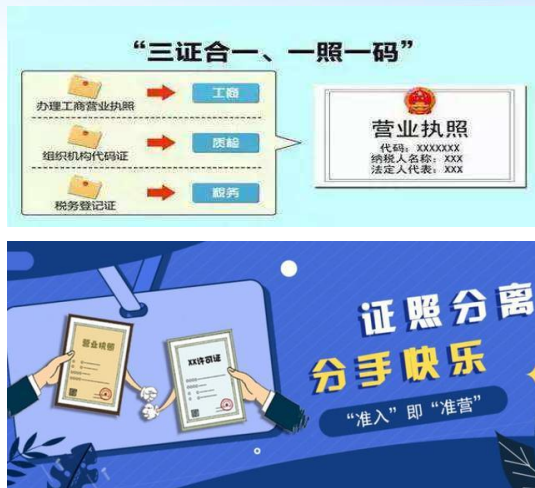 “三证合一、一照一码”
办理工商营业执照
工商
组织机构代码证
质检
税务登记证
税务
营业执照
代码：XXXXXXX
纳税人名称：XXX
法定人代表：XXX
证照分离
分手快乐
“准入”即“准营”
营业执照
XX许可证